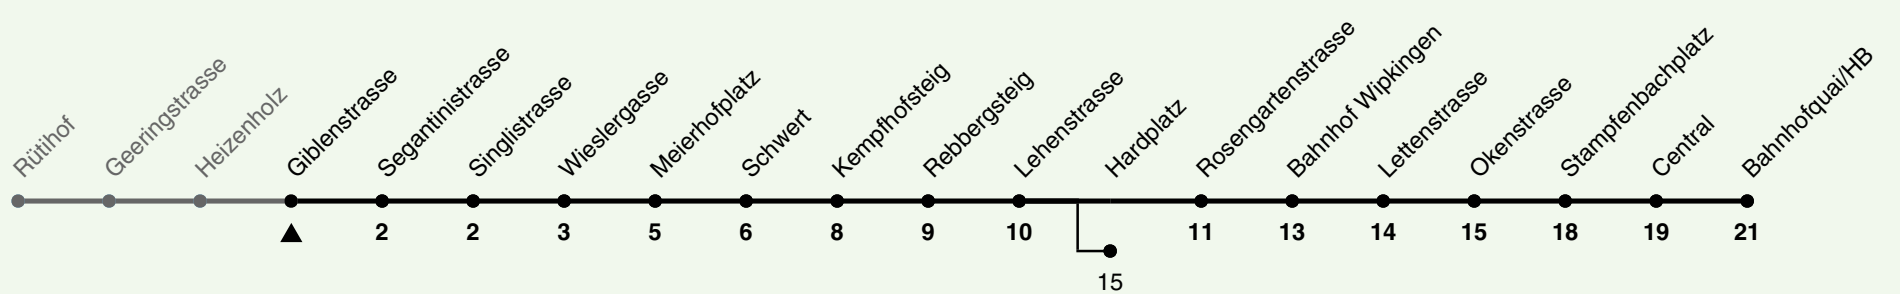 Rütihof
Geeringstrasse
Heizenholz
Giblenstrasse
Segantinistrasse
Singlistrasse
Wieslergasse
Meierhofplatz
Schwert
Kempfhofsteig
Rebbergsteig
Lehenstrasse
Hardplatz
Rosengartenstrasse
Bahnhof Wipkingen
Lettenstrasse
Okenstrasse
Stampfenbachplatz
Central
Bahnhofquai/HB
2 2 3 5 6 8 9 10 11 13 14 15 18 19 21
15